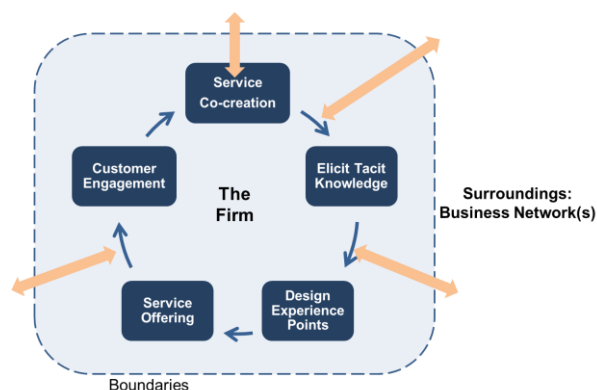 Service
Co-creation
Customer
Engagement
Elicit Tacit
Knowledge
The
Firm
Surroundings:
Business Network(s)
Service
Offering
Design
Experience
Points
Boundaries